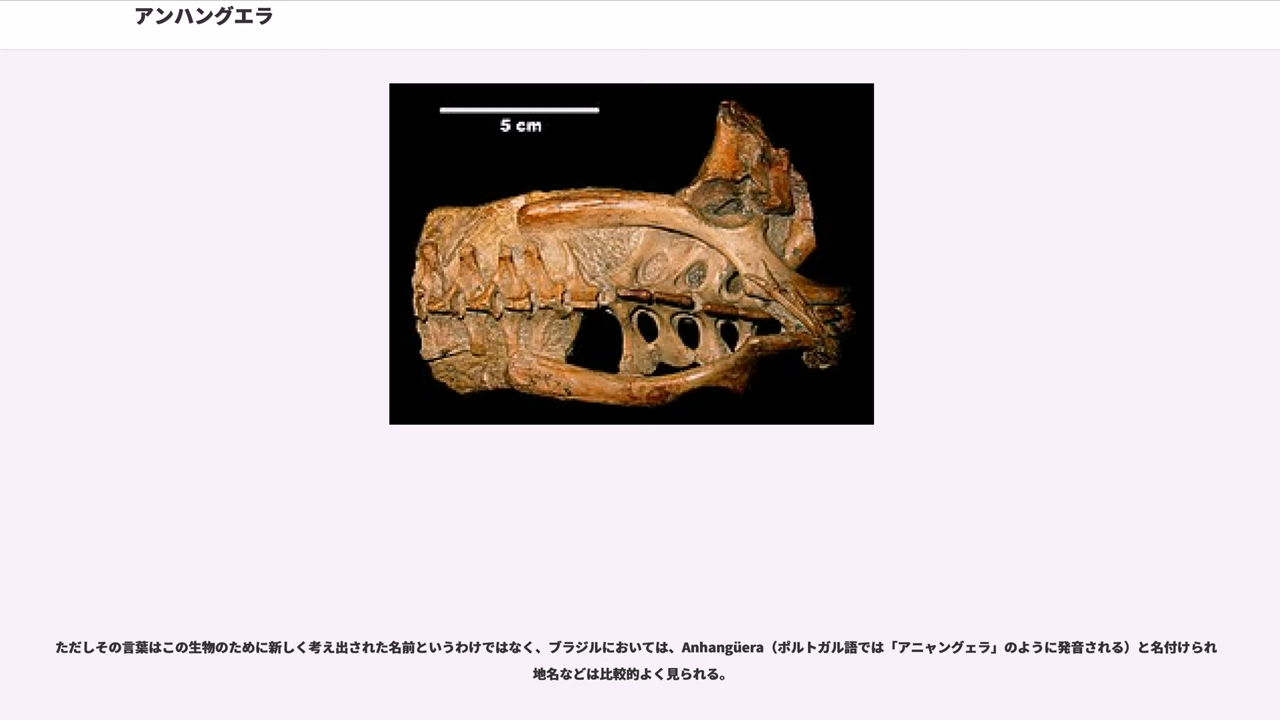 アンハングエラ
5 cm
ただしその言葉はこの生物のために新しく考え出された名前というわけではなく、ブラジルにおいては、Anhangüera（ポルトガル語では「アニャングェラ」のように発音される）と名付けられ
地名などは比較的よく見られる。